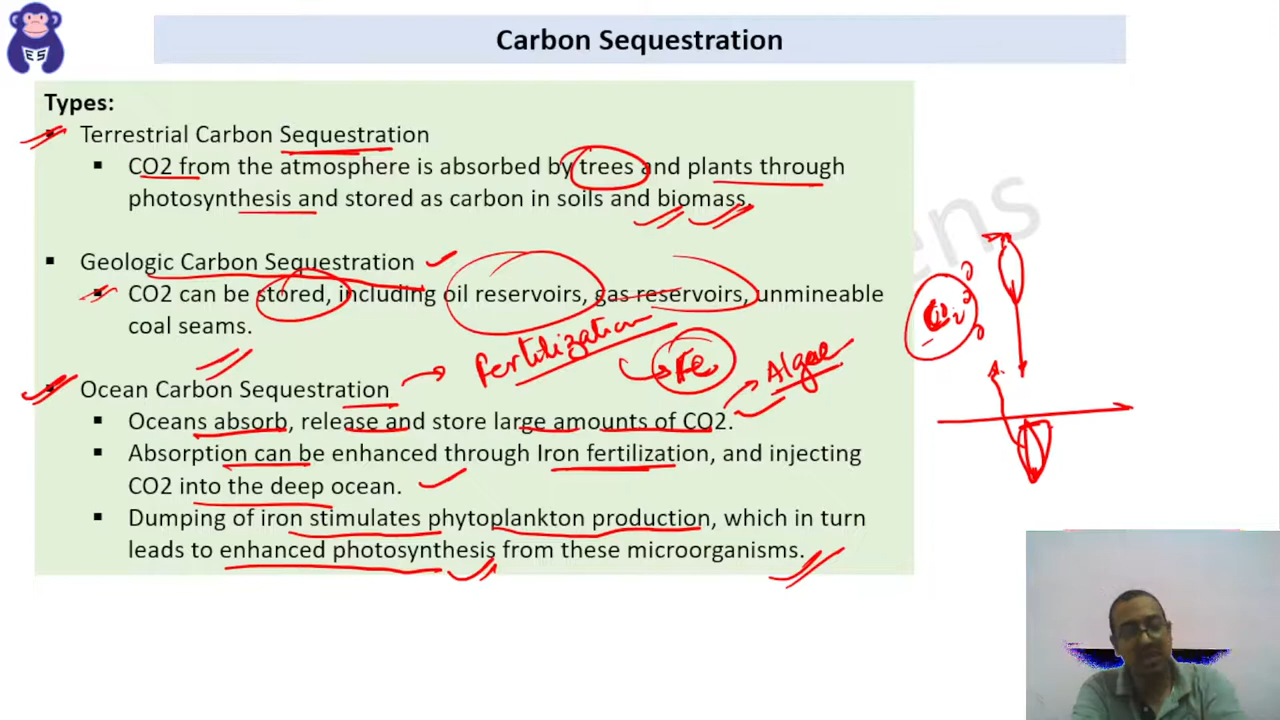 ES
Carbon Sequestration
Types:
▪ Terrestrial Carbon Sequestration
▪ CO2 from the atmosphere is absorbed by trees and plants through
photosynthesis and stored as carbon in soils and biomass.
▪ Geologic Carbon Sequestration
▪ CO2 can be stored, including oil reservoirs, gas reservoirs, unmineable
coal seams.
Fertilization
Fe
Algae
▪ Ocean Carbon Sequestration
▪ Oceans absorb, release and store large amounts of CO2.
▪ Absorption can be enhanced through Iron fertilization, and injecting
CO2 into the deep ocean.
▪ Dumping of iron stimulates phytoplankton production, which in turn
leads to enhanced photosynthesis from these microorganisms.